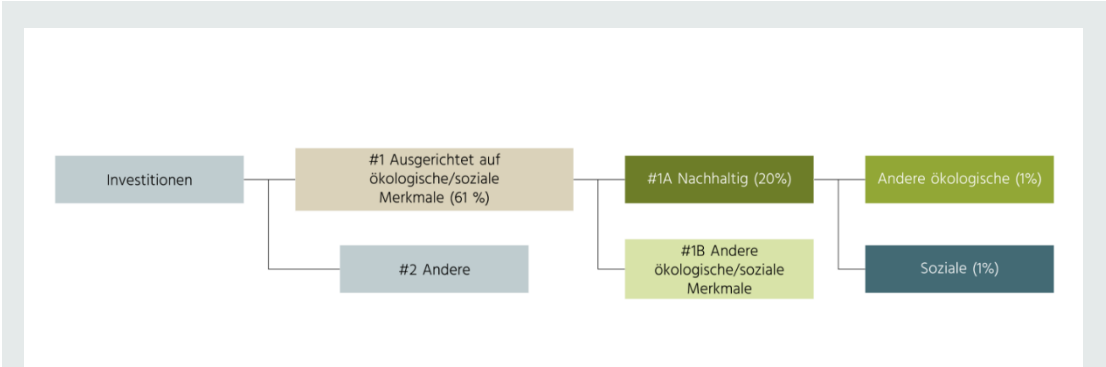 Investitionen
#1 Ausgerichtet auf
ökologische/soziale
Merkmale (61 %)
#2 Andere
#1A Nachhaltig (20%)
#1B Andere
ökologische/soziale
Merkmale
Andere ökologische (1%)
Soziale (1%)